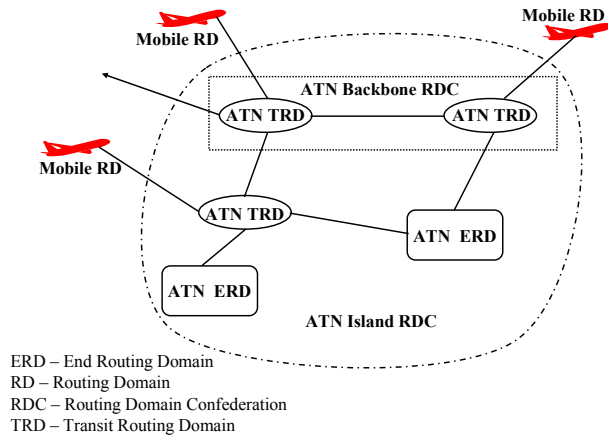 Mobile RD
Mobile RD
ATN Backbone RDC
ATN TRD
ATN TRD
Mobile RD
ATN TRD
ATN ERD
ATN ERD
ATN Island RDC
ERD – End Routing Domain
RD – Routing Domain
RDC – Routing Domain Confederation
TRD – Transit Routing Domain